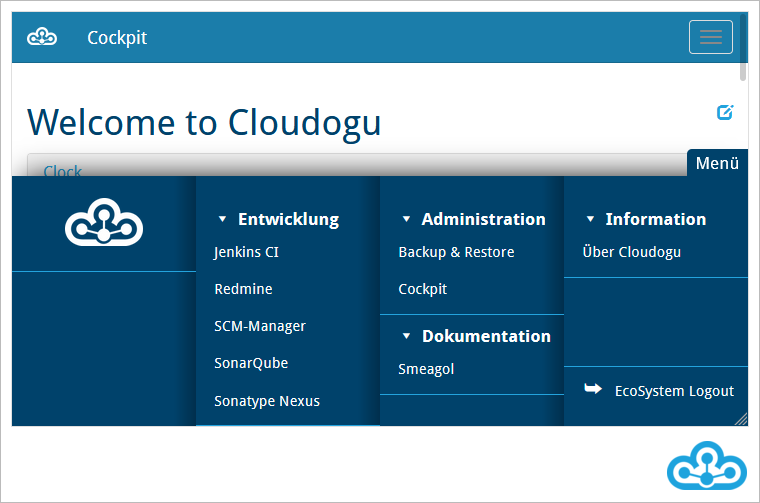 Cockpit
Welcome to Cloudogu
Clock
Menü
Entwicklung
Jenkins CI
Redmine
SCM-Manager
SonarQube
Sonatype Nexus
Administration
Backup & Restore
Cockpit
Dokumentation
Smeagol
Information
Über Cloudogu
EcoSystem Logout